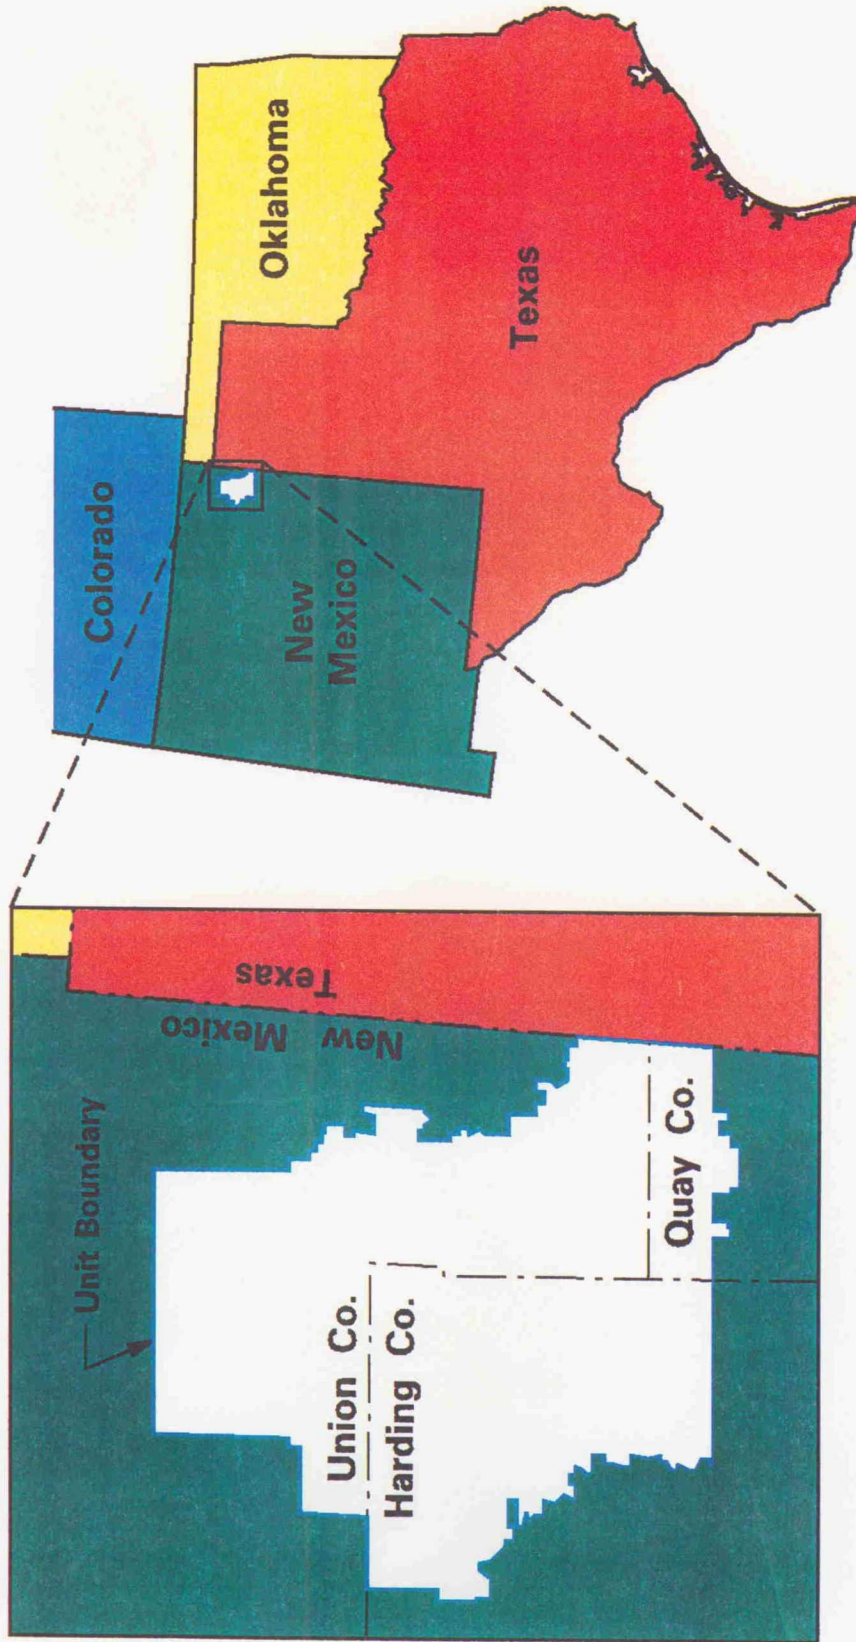 Colorado
Oklahoma
New
Mexico
Texas
Unit Boundary
New Mexico
Texas
Union Co.
Harding Co.
Quay Co.